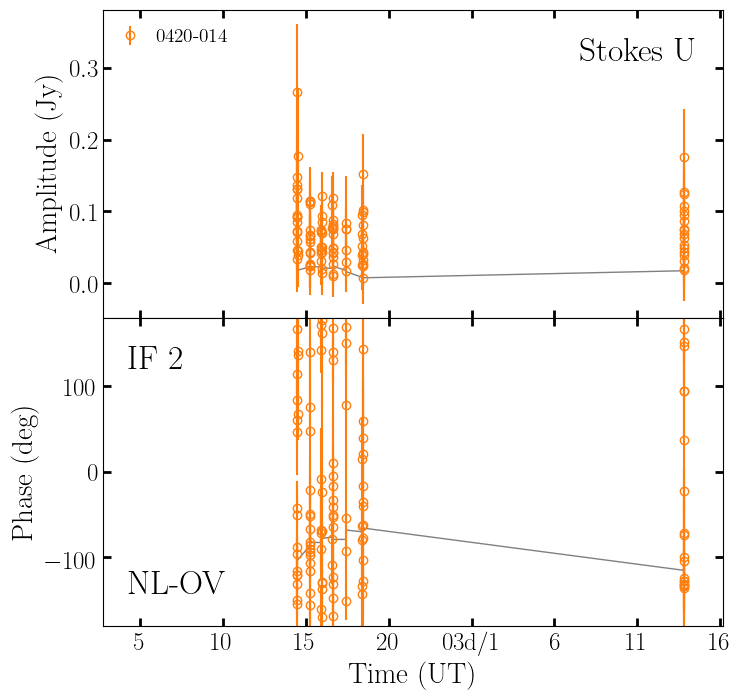 0420-014
Stokes U
Amplitude (Jy)
0.3
0.2
0.1
0.0
IF 2
NL-OV
Phase (deg)
100
0
−100
5 10 15 20 03d/1 6 11 16
Time (UT)